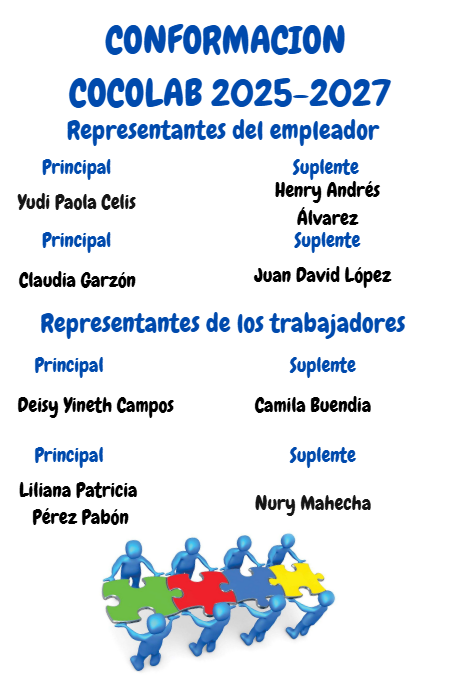 CONFORMACION
COCOLAB 2025-2027
Representantes del empleador
Principal Suplente
Yudi Paola Celis Henry Andrés
Álvarez
Principal Suplente
Claudia Garzón Juan David López
Representantes de los trabajadores
Principal Suplente
Deisy Yineth Campos Camila Buendia
Principal Suplente
Liliana Patricia
Pérez Pabón Nury Mahecha